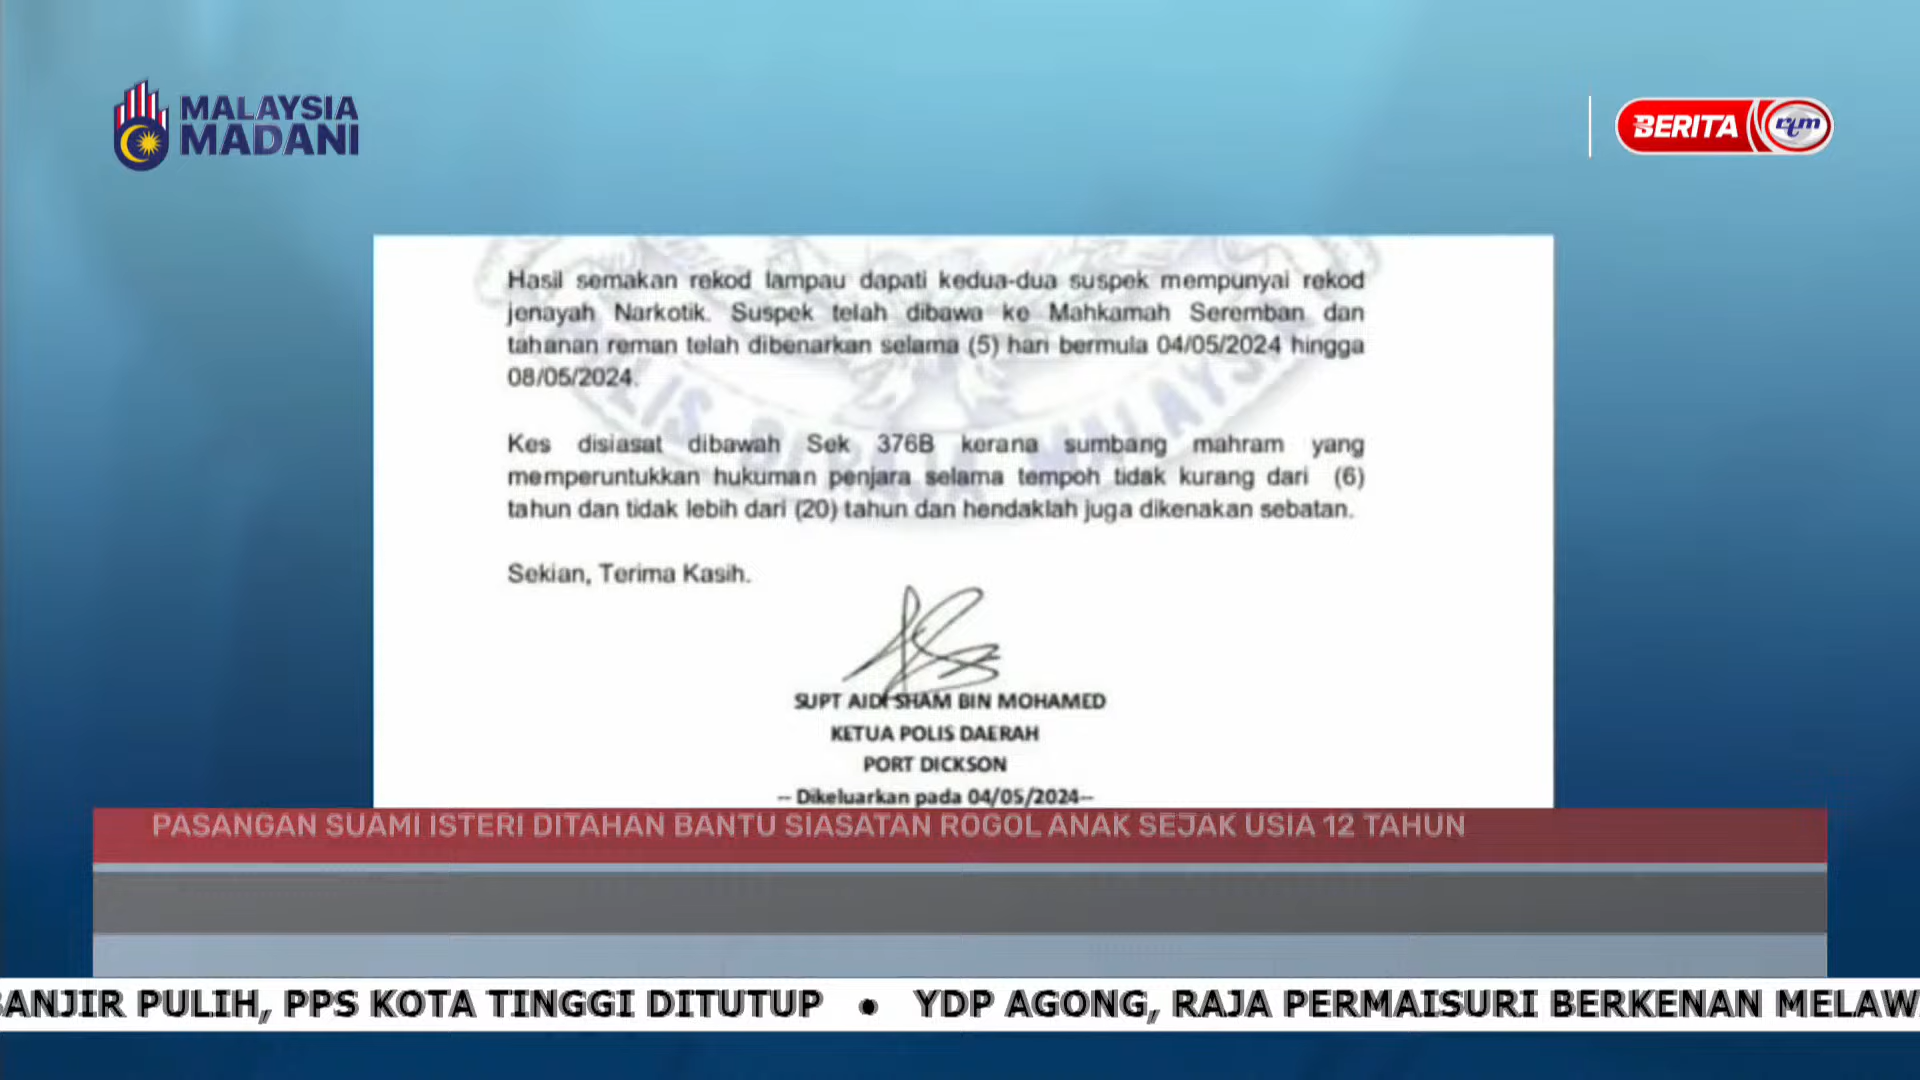 MALAYSIA
MADANI
BERITA rtm
Hasil semakan rekod lampau dapati kedua-dua suspek mempunyai rekod
jenayah Narkotik. Suspek telah dibawa ke Mahkamah Seremban dan
tahanan reman telah dibenarkan selama (5) hari bermula 04/05/2024 hingga
08/05/2024.
Kes disiasat dibawah Sek 376B kerana sumbang mahram yang
memperuntukkan hukuman penjara selama tempoh tidak kurang dari (6)
tahun dan tidak lebih dari (20) tahun dan hendaklah juga dikenakan sebatan.
Sekian, Terima Kasih.
SUPT AIDI SHAM BIN MOHAMED
KETUA POLIS DAERAH
PORT DICKSON
-- Dikeluarkan pada 04/05/2024--
PASANGAN SUAMI ISTERI DITAHAN BANTU SIASATAN ROGOL ANAK SEJAK USIA 12 TAHUN
BANJIR PULIH, PPS KOTA TINGGI DITUTUP • YDP AGONG, RAJA PERMAISURI BERKENAN MELAW